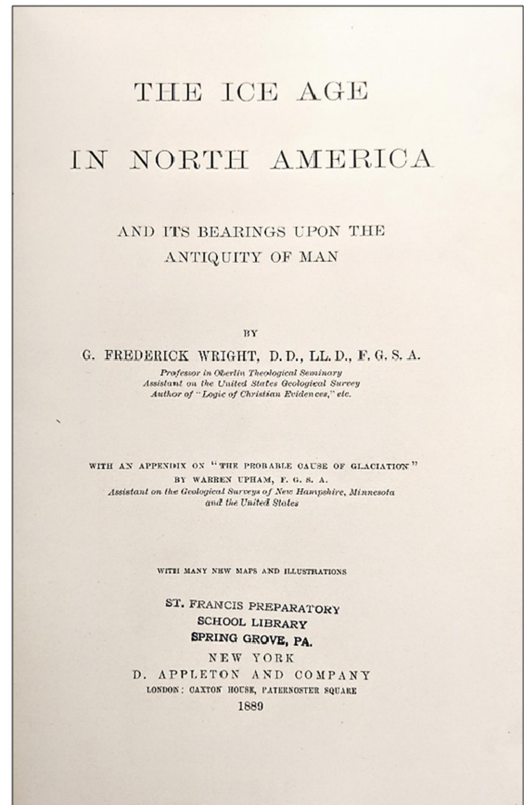 THE ICE AGE
IN NORTH AMERICA
AND ITS BEARINGS UPON THE
ANTIQUITY OF MAN
BY
G. FREDERICK WRIGHT, D. D., LL. D., F. G. S. A.
Professor in Oberlin Theological Seminary
Assistant on the United States Geological Survey
Author of "Logic of Christian Evidences," etc.
WITH AN APPENDIX ON "THE PROBABLE CAUSE OF GLACIATION"
BY WARREN UPHAM, F. G. S. A.
Assistant on the Geological Surveys of New Hampshire, Minnesota
and the United States
WITH MANY NEW MAPS AND ILLUSTRATIONS
ST. FRANCIS PREPARATORY
SCHOOL LIBRARY
SPRING GROVE, PA.
NEW YORK
D. APPLETON AND COMPANY
LONDON: CAXTON HOUSE, PATERNOSTER SQUARE
1889